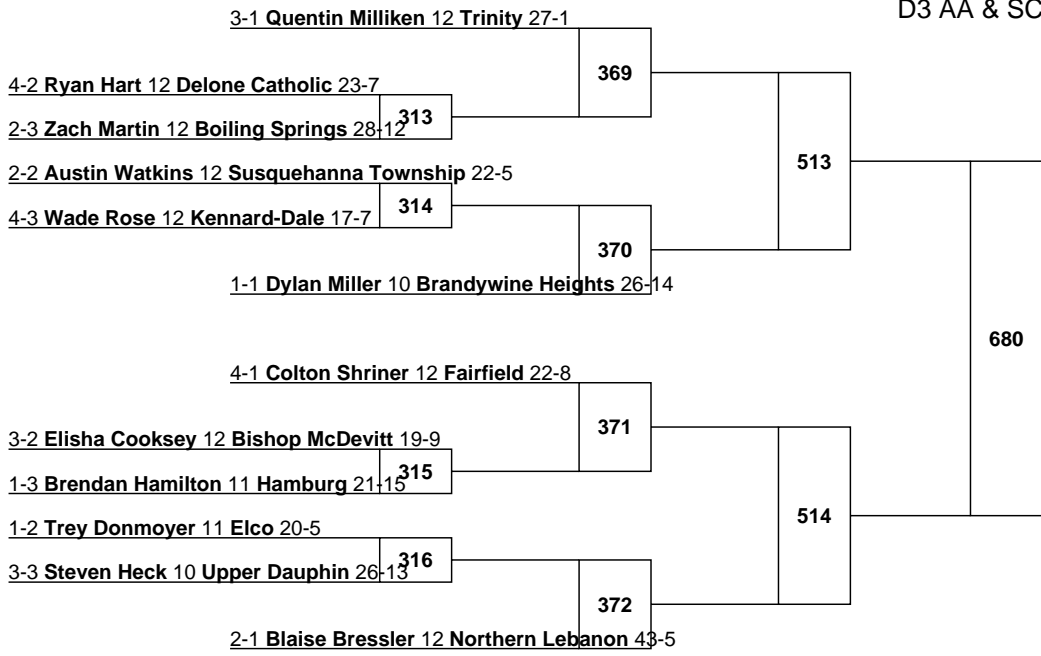 D3 AA & SC
3-1 Quentin Milliken 12 Trinity 27-1
369
4-2 Ryan Hart 12 Delone Catholic 23-7
313
2-3 Zach Martin 12 Boiling Springs 28-12
513
2-2 Austin Watkins 12 Susquehanna Township 22-5
314
4-3 Wade Rose 12 Kennard-Dale 17-7
370
1-1 Dylan Miller 10 Brandywine Heights 26-14
680
4-1 Colton Shriner 12 Fairfield 22-8
371
3-2 Elisha Cooksey 12 Bishop McDevitt 19-9
315
1-3 Brendan Hamilton 11 Hamburg 21-15
514
1-2 Trey Donmoyer 11 Elco 20-5
316
3-3 Steven Heck 10 Upper Dauphin 26-13
372
2-1 Blaise Bressler 12 Northern Lebanon 43-5